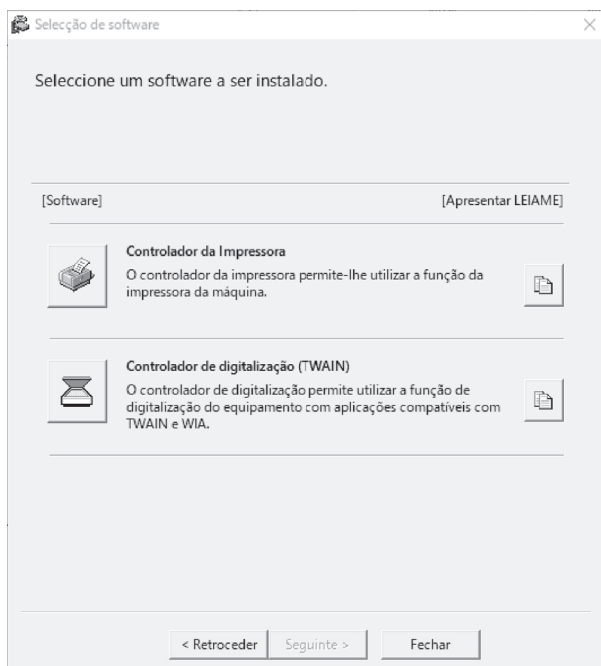 Selecção de software
Seleccione um software a ser instalado.
[Software] [Apresentar LEIAME]
Controlador da Impressora
O controlador da impressora permite-lhe utilizar a função da
impressora da máquina.
Controlador de digitalização (TWAIN)
O controlador de digitalização permite utilizar a função de
digitalização do equipamento com aplicações compatíveis com
TWAIN e WIA.
< Retroceder Seguinte > Fechar